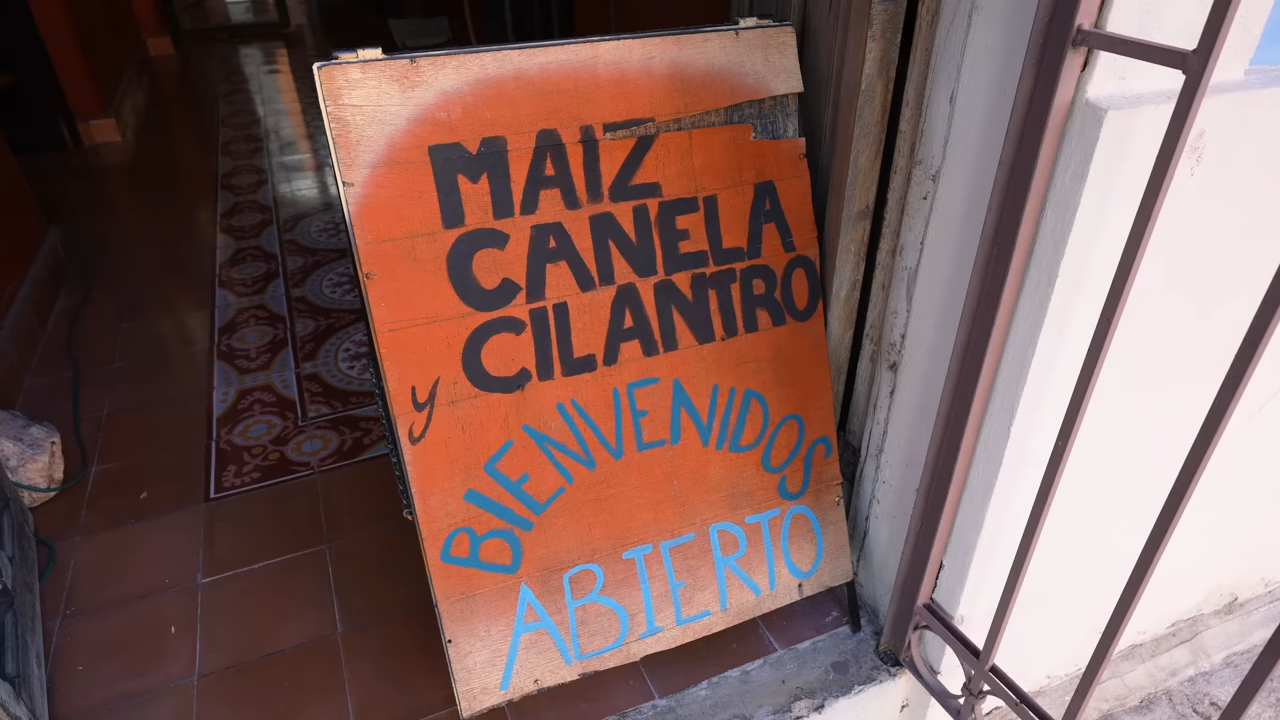 MAIZ
CANELA
y CILANTRO
BIENVENIDOS
ABIERTO